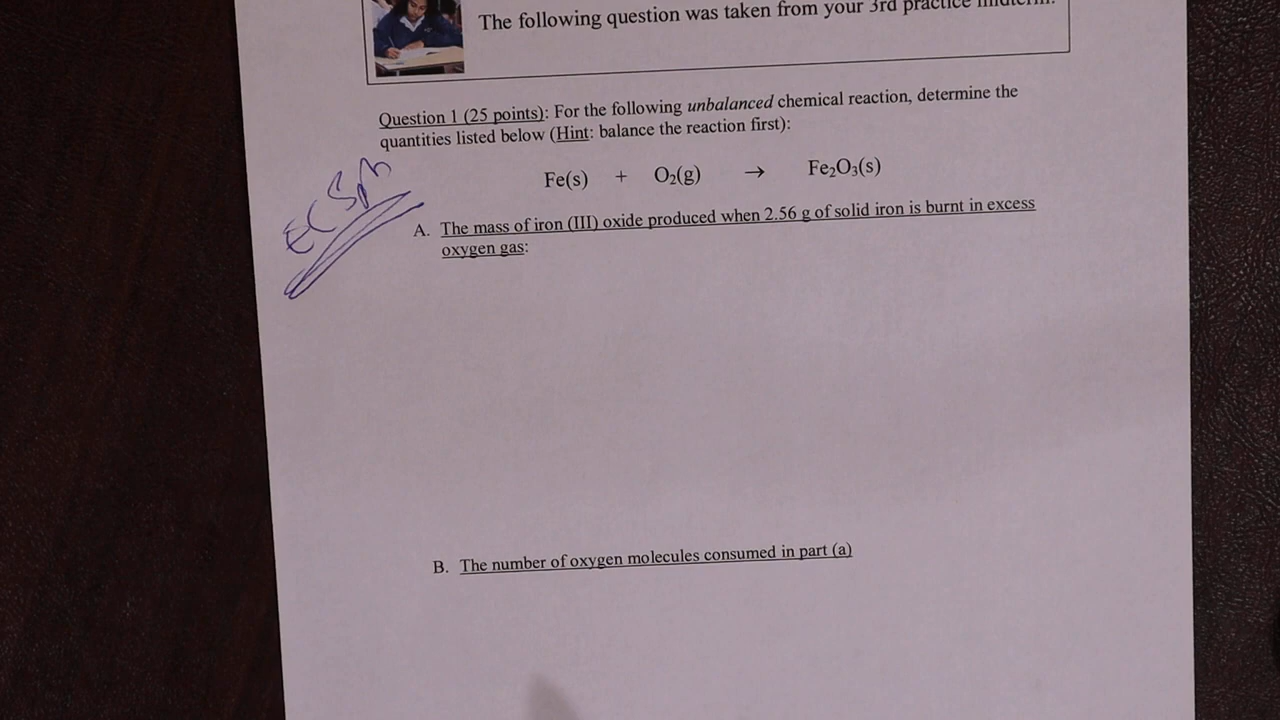 The following question was taken from your 3rd practice midterm:
Question 1 (25 points): For the following unbalanced chemical reaction, determine the
quantities listed below (Hint: balance the reaction first):
Fe(s) + O₂(g) → Fe₂O₃(s)
A. The mass of iron (III) oxide produced when 2.56 g of solid iron is burnt in excess
oxygen gas:
B. The number of oxygen molecules consumed in part (a)